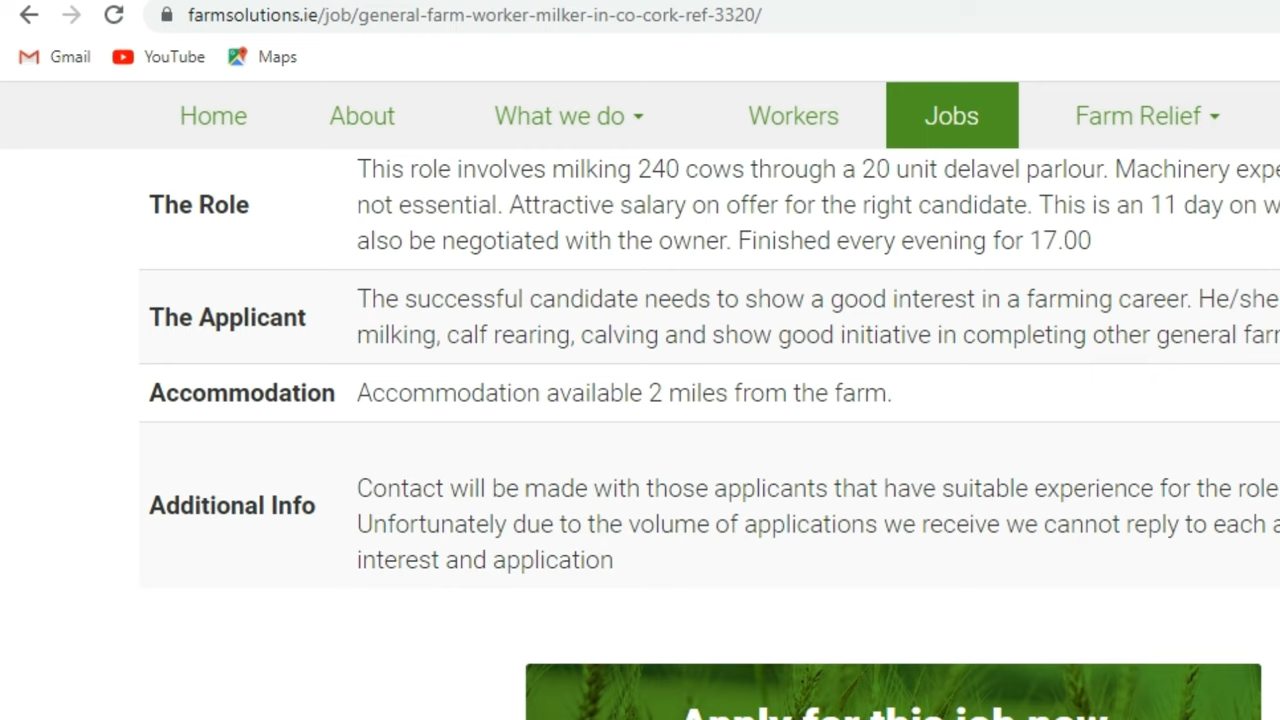 farmsolutions.ie/job/general-farm-worker-milker-in-co-cork-ref-3320/
Gmail YouTube Maps
Home About What we do Workers Jobs Farm Relief
This role involves milking 240 cows through a 20 unit delavel parlour. Machinery
The Role
not essential. Attractive salary on offer for the right candidate. This is an 11 day on
also be negotiated with the owner. Finished every evening for 17.00
The successful candidate needs to show a good interest in a farming career. He/she
The Applicant
milking, calf rearing, calving and show good initiative in completing other general
Accommodation Accommodation available 2 miles from the farm.
Contact will be made with those applicants that have suitable experience for the role
Additional Info
Unfortunately due to the volume of applications we receive we cannot reply to each
interest and application
Apply for this job now